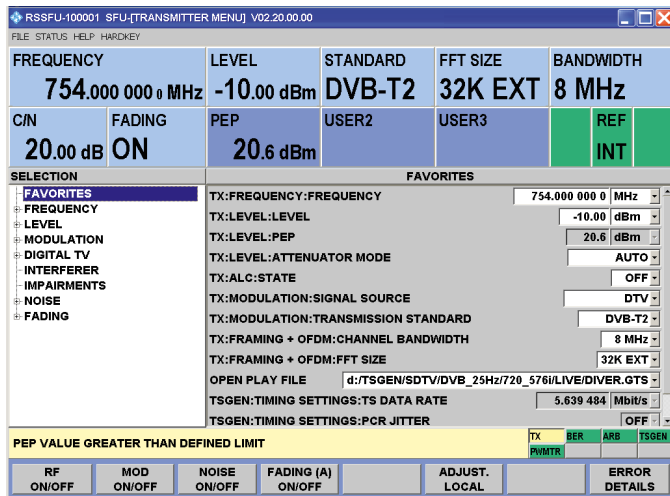 RSSFU-100001 SFU-[TRANSMITTER MENU] V02.20.00.00
FILE STATUS HELP HARDKEY
FREQUENCY LEVEL STANDARD FFT SIZE BANDWIDTH
754.000 000 0 MHz -10.00 dBm DVB-T2 32K EXT 8 MHz
C/N FADING PEP USER2 USER3 REF
20.00 dB ON 20.6 dBm INT
SELECTION FAVORITES
FAVORITES
FREQUENCY
LEVEL
MODULATION
DIGITAL TV
INTERFERER
IMPAIRMENTS
NOISE
FADING
TX:FREQUENCY:FREQUENCY 754.000 000 0 MHz
TX:LEVEL:LEVEL -10.00 dBm
TX:LEVEL:PEP 20.6 dBm
TX:LEVEL:ATTENUATOR MODE AUTO
TX:ALC:STATE OFF
TX:MODULATION:SIGNAL SOURCE DTV
TX:MODULATION:TRANSMISSION STANDARD DVB-T2
TX:FRAMING + OFDM:CHANNEL BANDWIDTH 8 MHz
TX:FRAMING + OFDM:FFT SIZE 32K EXT
OPEN PLAY FILE d:/TSGEN/SDTV/DVB_25Hz/720_576i/LIVE/DIVER.GTS
TSGEN:TIMING SETTINGS:TS DATA RATE 5.639 484 Mbit/s
TSGEN:TIMING SETTINGS:PCR JITTER OFF
PEP VALUE GREATER THAN DEFINED LIMIT
TX BER ARB TSGEN
PWMTR
RF ON/OFF
MOD ON/OFF
NOISE ON/OFF
FADING (A) ON/OFF
ADJUST. LOCAL
ERROR DETAILS